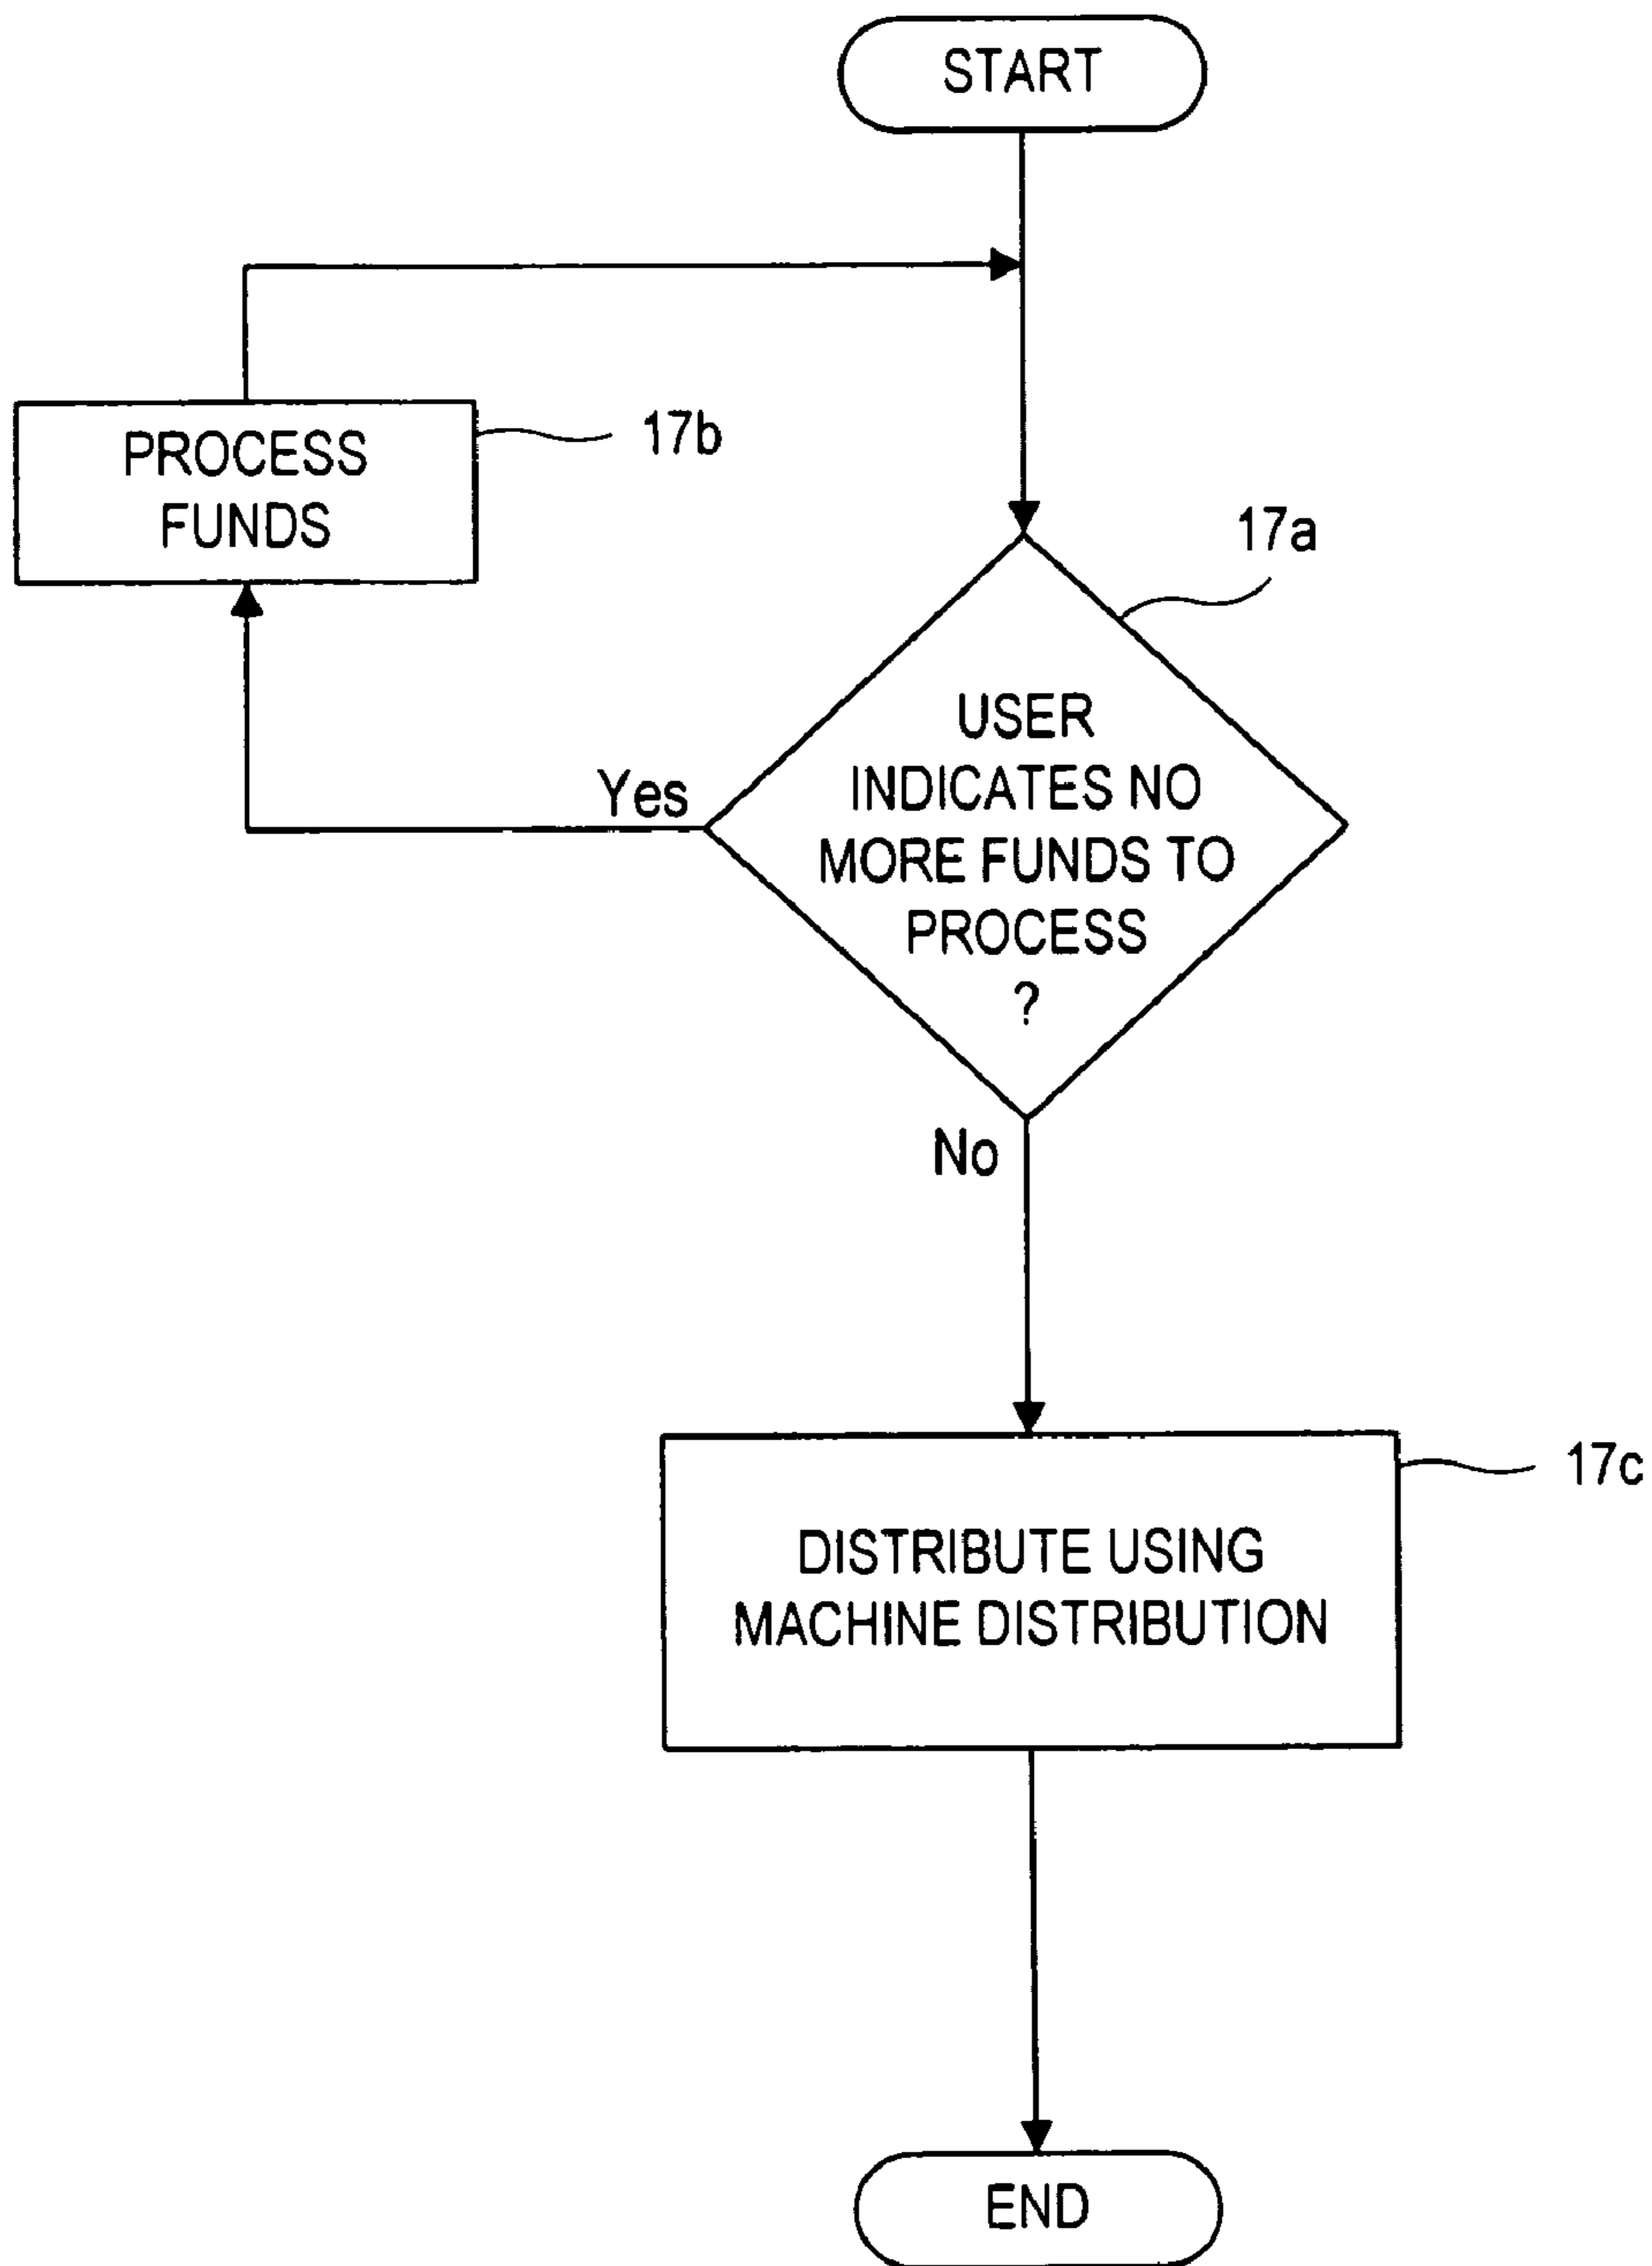 START
PROCESS
FUNDS
17b
17a
USER
INDICATES NO
MORE FUNDS TO
PROCESS
?
Yes
No
17c
DISTRIBUTE USING
MACHINE DISTRIBUTION
END